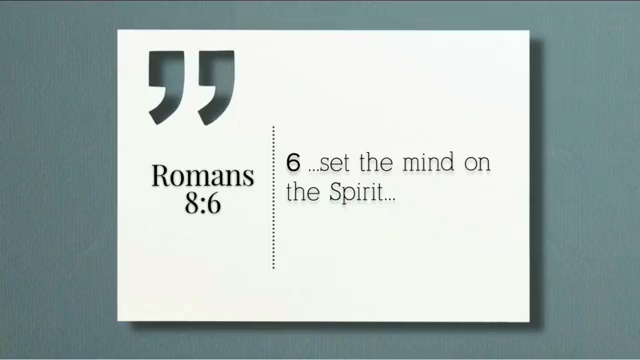 ”
Romans
8:6
6 ...set the mind on
the Spirit...